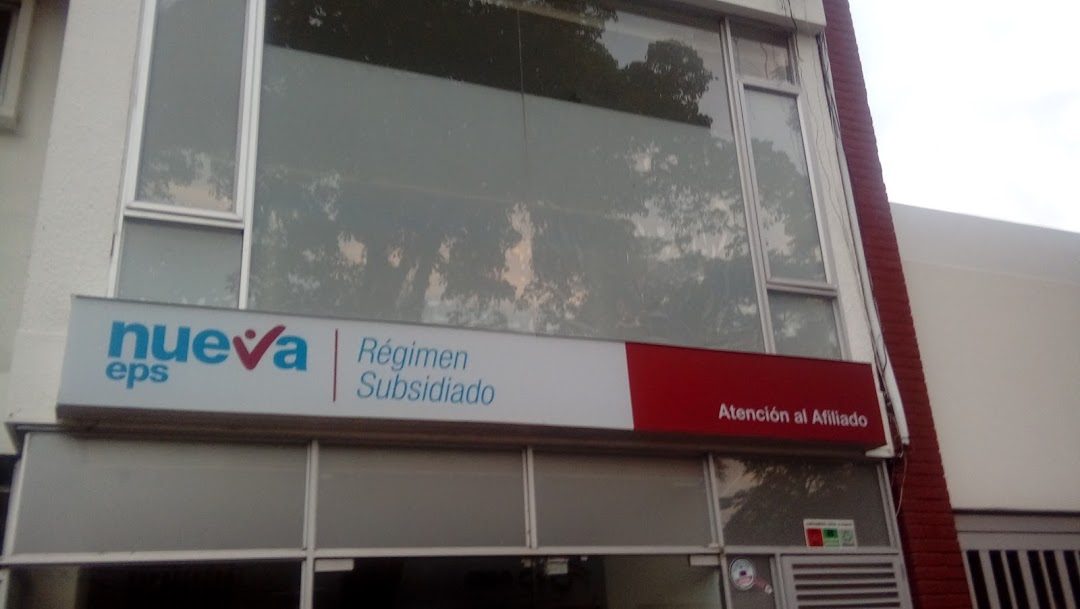 nueva
eps
Régimen
Subsidiado
Atención al Afiliado